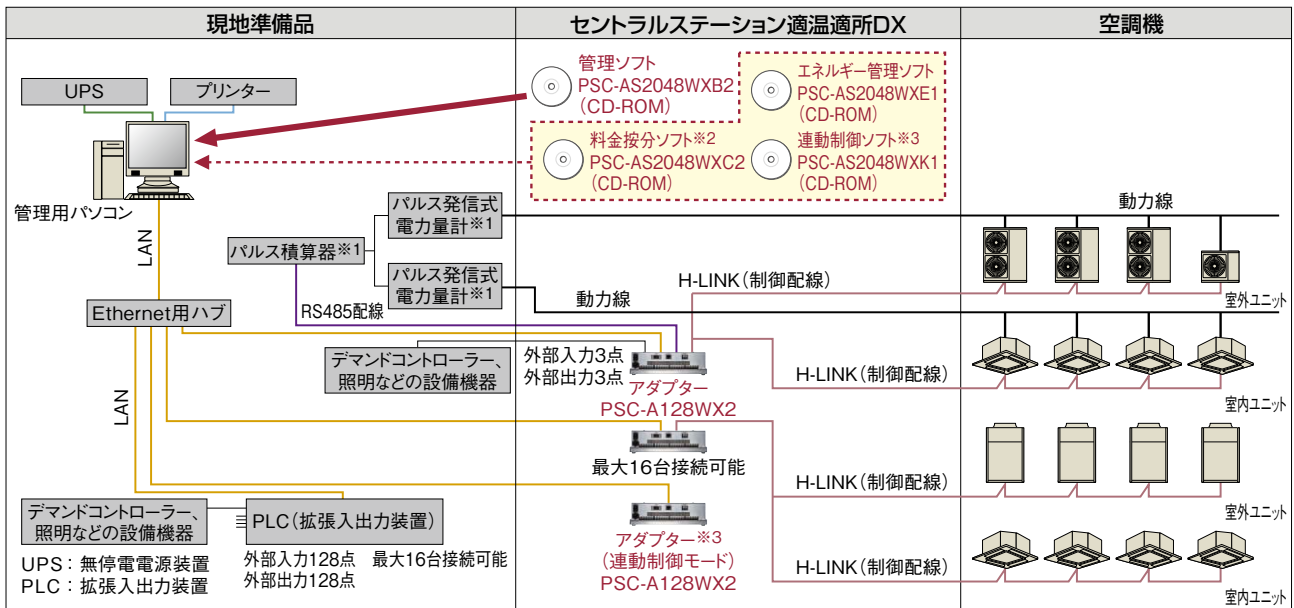 現地準備品
セントラルステーション適温適所DX
空調機
UPS
プリンター
管理用パソコン
管理ソフト
PSC-AS2048WXB2
(CD-ROM)
エネルギー管理ソフト
PSC-AS2048WXE1
(CD-ROM)
料金按分ソフト※2
PSC-AS2048WXC2
(CD-ROM)
連動制御ソフト※3
PSC-AS2048WXK1
(CD-ROM)
LAN
パルス積算器※1
パルス発信式
電力量計※1
パルス発信式
電力量計※1
動力線
動力線
H-LINK(制御配線)
室外ユニット
Ethernet用ハブ
RS485配線
デマンドコントローラー、
照明などの設備機器
外部入力3点
外部出力3点
アダプター
PSC-A128WX2
H-LINK(制御配線)
室内ユニット
LAN
最大16台接続可能
H-LINK(制御配線)
室外ユニット
デマンドコントローラー、
照明などの設備機器
PLC(拡張入出力装置)
外部入力128点 最大16台接続可能
外部出力128点
UPS:無停電電源装置
PLC:拡張入出力装置
アダプター※3
(連動制御モード)
PSC-A128WX2
H-LINK(制御配線)
室内ユニット